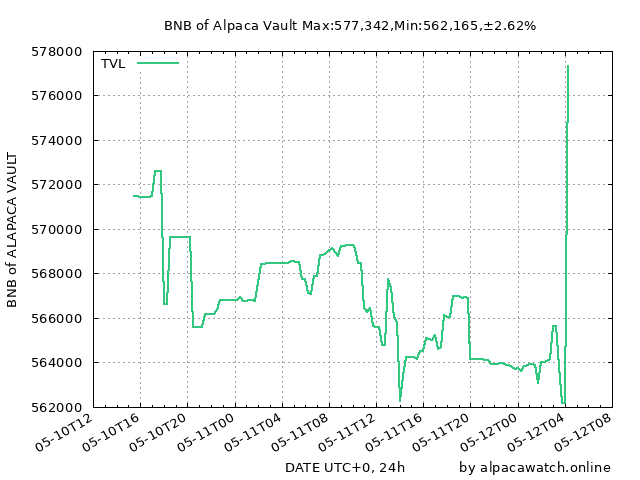 BNB of Alpaca Vault Max:577,342,Min:562,165,±2.62%
578000
TVL
576000
574000
572000
570000
568000
566000
564000
562000
BNB of ALAPACA VAULT
05-10T12
05-10T16
05-10T20
05-11T00
05-11T04
05-11T08
05-11T12
05-11T16
05-11T20
05-12T00
05-12T04
05-12T08
DATE UTC+0, 24h
by alpacawatch.online